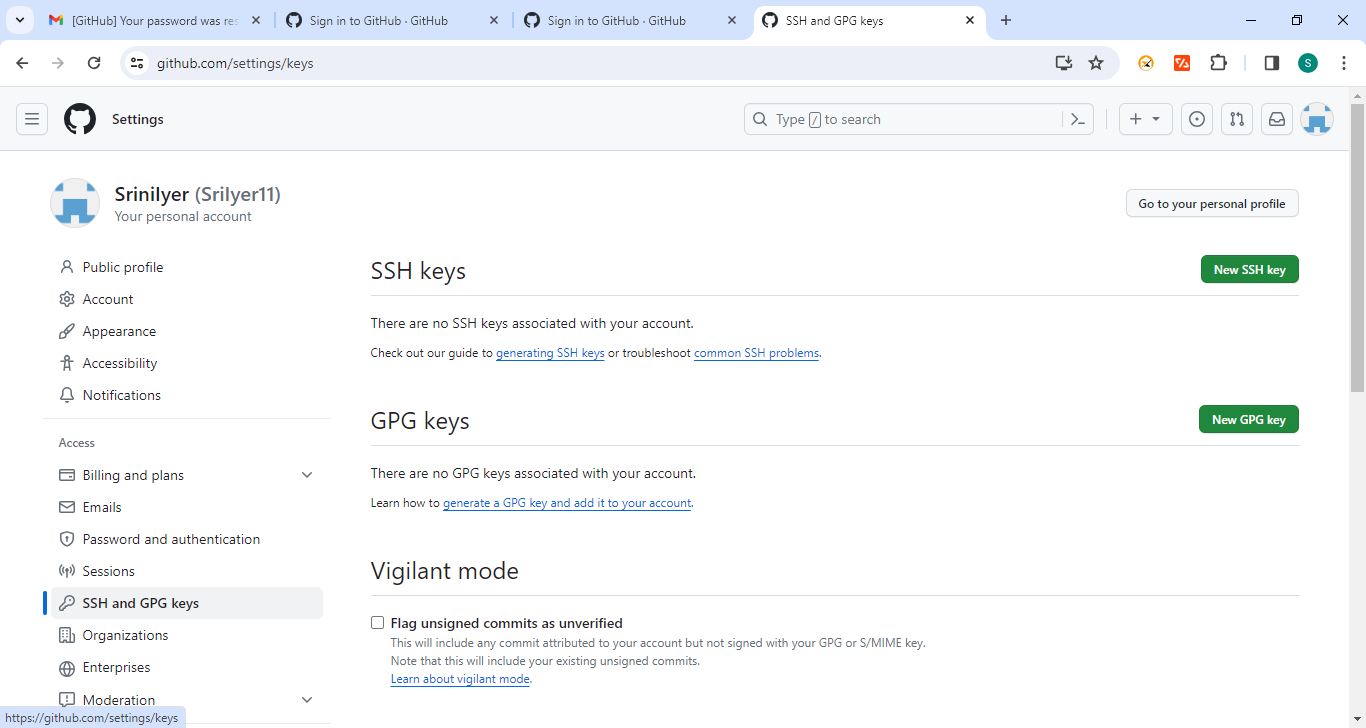 [GitHub] Your password was res
Sign in to GitHub · GitHub
Sign in to GitHub · GitHub
SSH and GPG keys
github.com/settings/keys
S
Settings
Type / to search
Srinilyer (Srilyer11)
Your personal account
Go to your personal profile
Public profile
Account
Appearance
Accessibility
Notifications
Access
Billing and plans
Emails
Password and authentication
Sessions
SSH and GPG keys
Organizations
Enterprises
Moderation
SSH keys
New SSH key
There are no SSH keys associated with your account.
Check out our guide to generating SSH keys or troubleshoot common SSH problems.
GPG keys
New GPG key
There are no GPG keys associated with your account.
Learn how to generate a GPG key and add it to your account.
Vigilant mode
Flag unsigned commits as unverified
This will include any commit attributed to your account but not signed with your GPG or S/MIME key.
Note that this will include your existing unsigned commits.
Learn about vigilant mode.
https://github.com/settings/keys